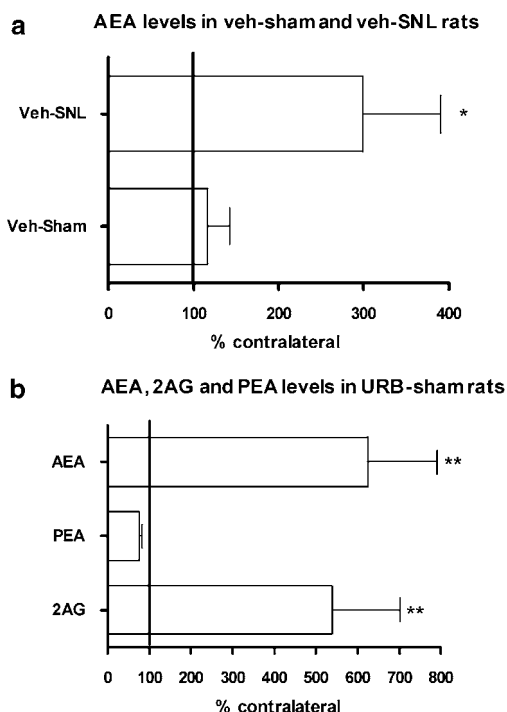 a
AEA levels in veh-sham and veh-SNL rats
Veh-SNL
*
Veh-Sham
0 100 200 300 400
% contralateral
b
AEA, 2AG and PEA levels in URB-sham rats
AEA
**
PEA
2AG
**
0 100 200 300 400 500 600 700 800
% contralateral